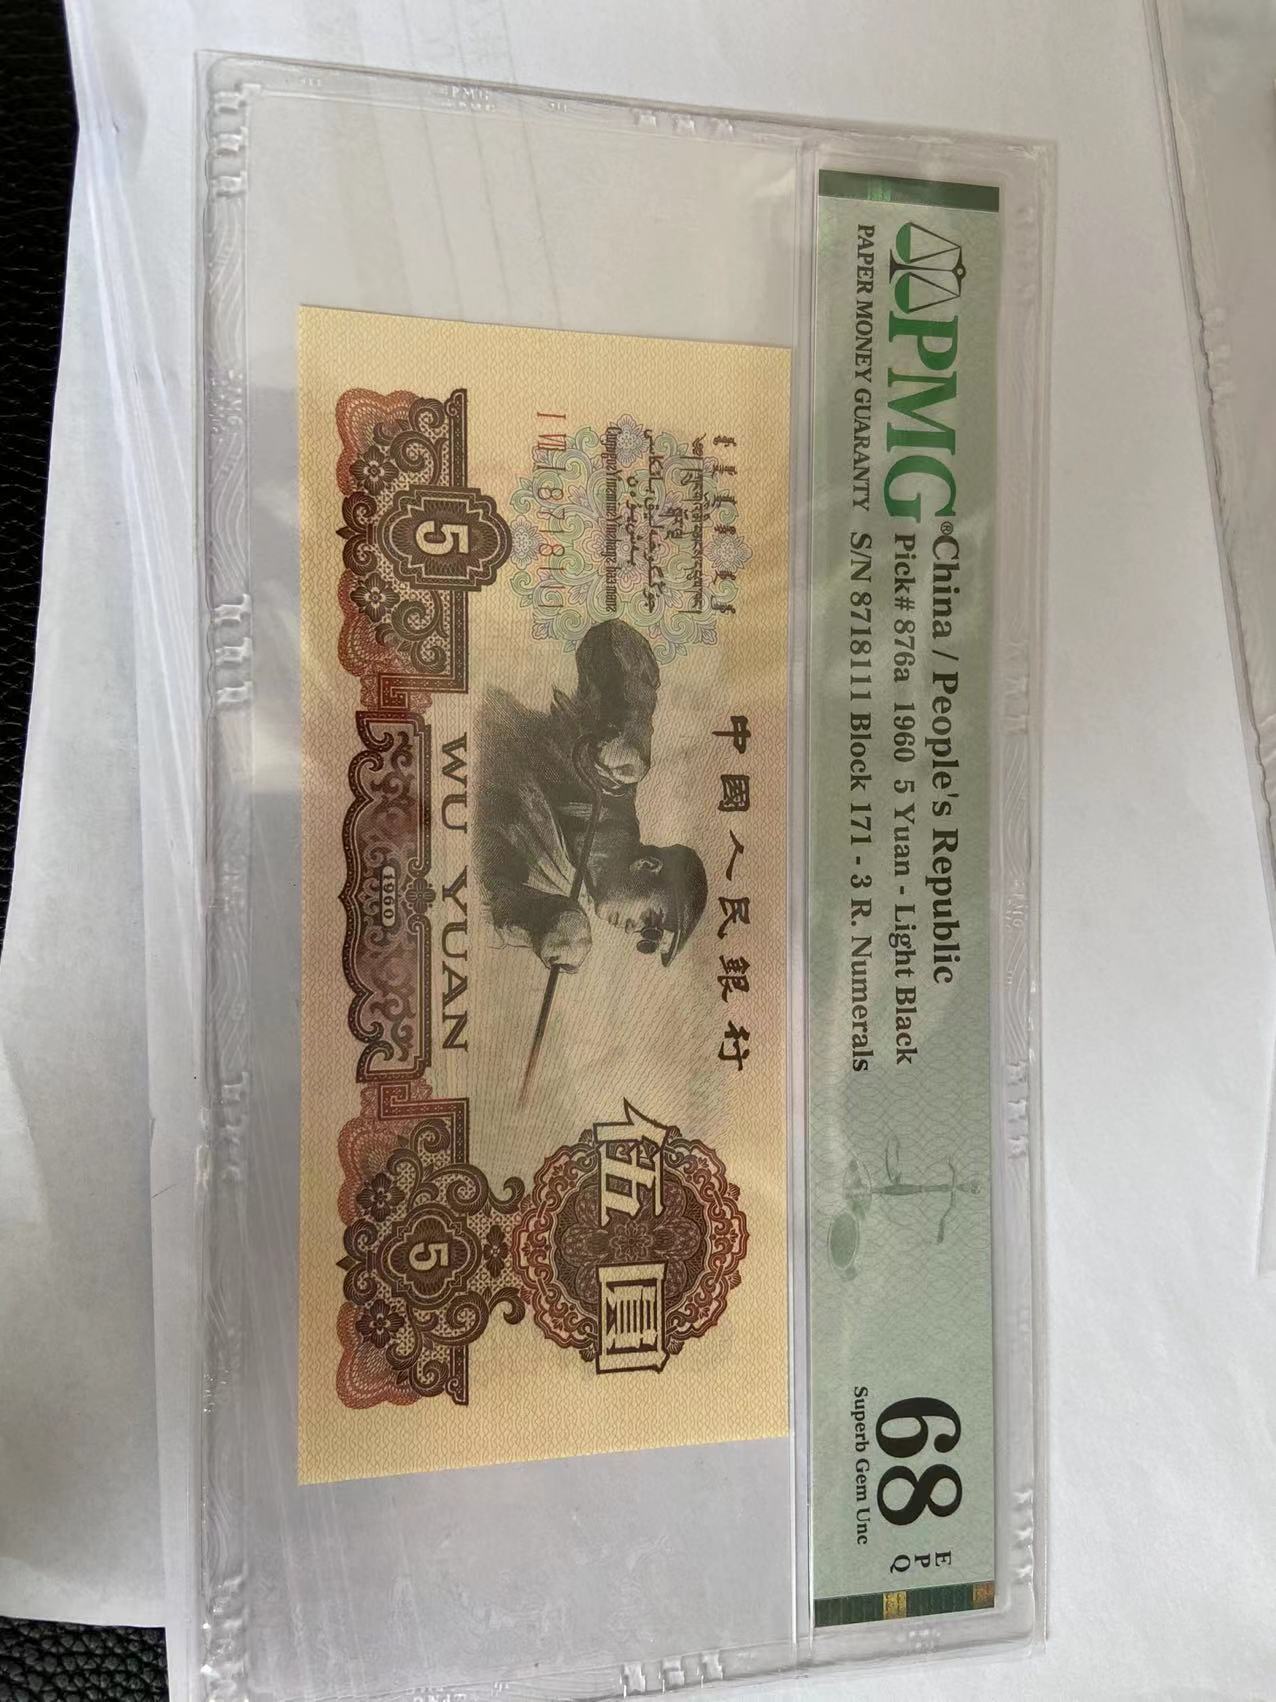 PMG®
PAPER MONEY GUARANTY
China / People's Republic
Pick# 876a 1960 5 Yuan - Light Black
S/N 8718111 Block 171 - 3 R. Numerals
68 EPQ
Superb Gem Unc
中國人民銀行
伍圓
8718111
WU YUAN
5
1960
5